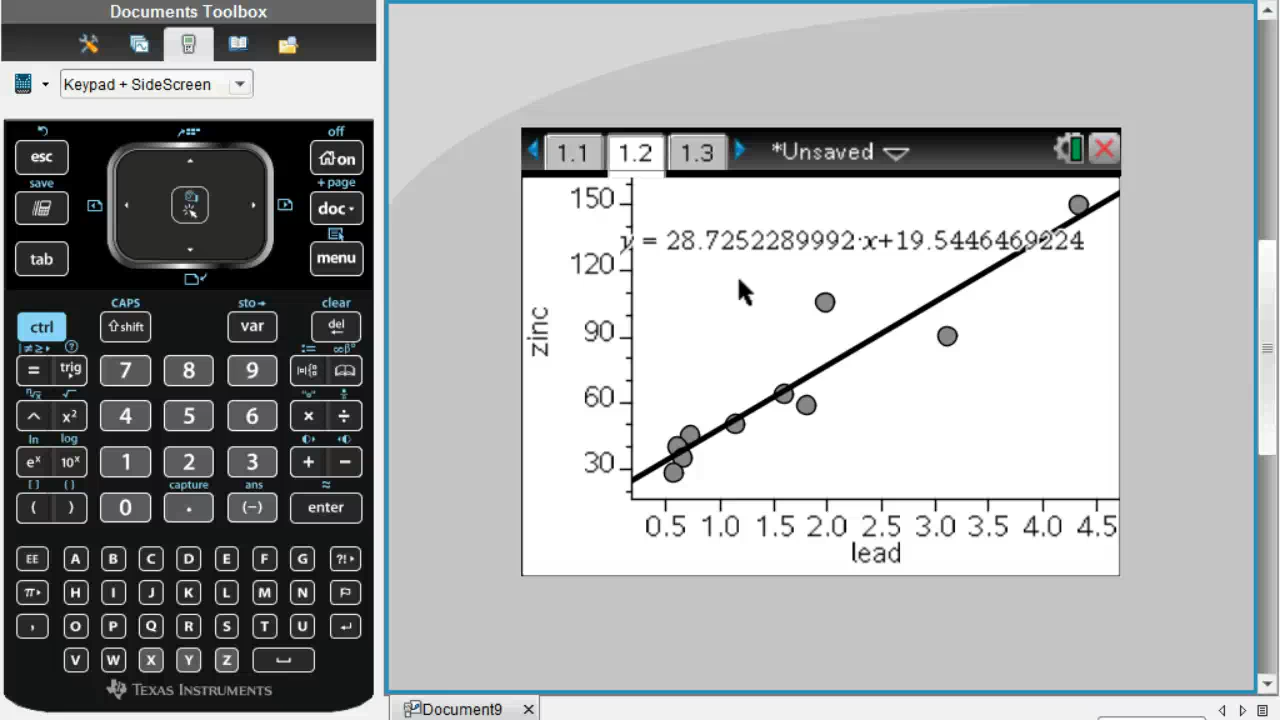 Documents Toolbox
Keypad + SideScreen
off
esc
on
save
+ page
doc
tab
menu
CAPS
sto→
clear
ctrl
⇧shift
var
del
|≠≥▸
?
:=
∞β°
=
trig
7
8
9
|□|{□
ⁿ√x
√
"☺"
^
x²
4
5
6
×
÷
ln
log
eˣ
10ˣ
1
2
3
+
−
[ ]
{ }
capture
ans
≈
(
)
0
.
(−)
enter
EE
A
B
C
D
E
F
G
?!▸
π▸
H
I
J
K
L
M
N
,
O
P
Q
R
S
T
U
↵
V
W
X
Y
Z
TEXAS INSTRUMENTS
1.1
1.2
1.3
*Unsaved
150
120
90
60
30
y = 28.7252289992·x+19.5446469224
zinc
0.5 1.0 1.5 2.0 2.5 3.0 3.5 4.0 4.5
lead
Document9